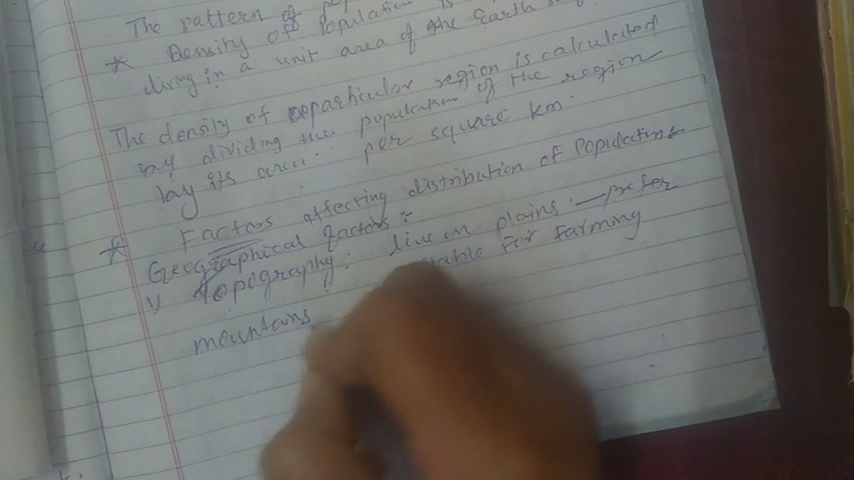 The pattern of
* Density of Population is
living in a unit area of the Earth
The density of particular region is calculated
by dividing the population of the region
by its area. per square km.
* Factors affecting distribution of Population
Geographical factors :-
1) Topography: live on plains - prefer
for farming
mountains